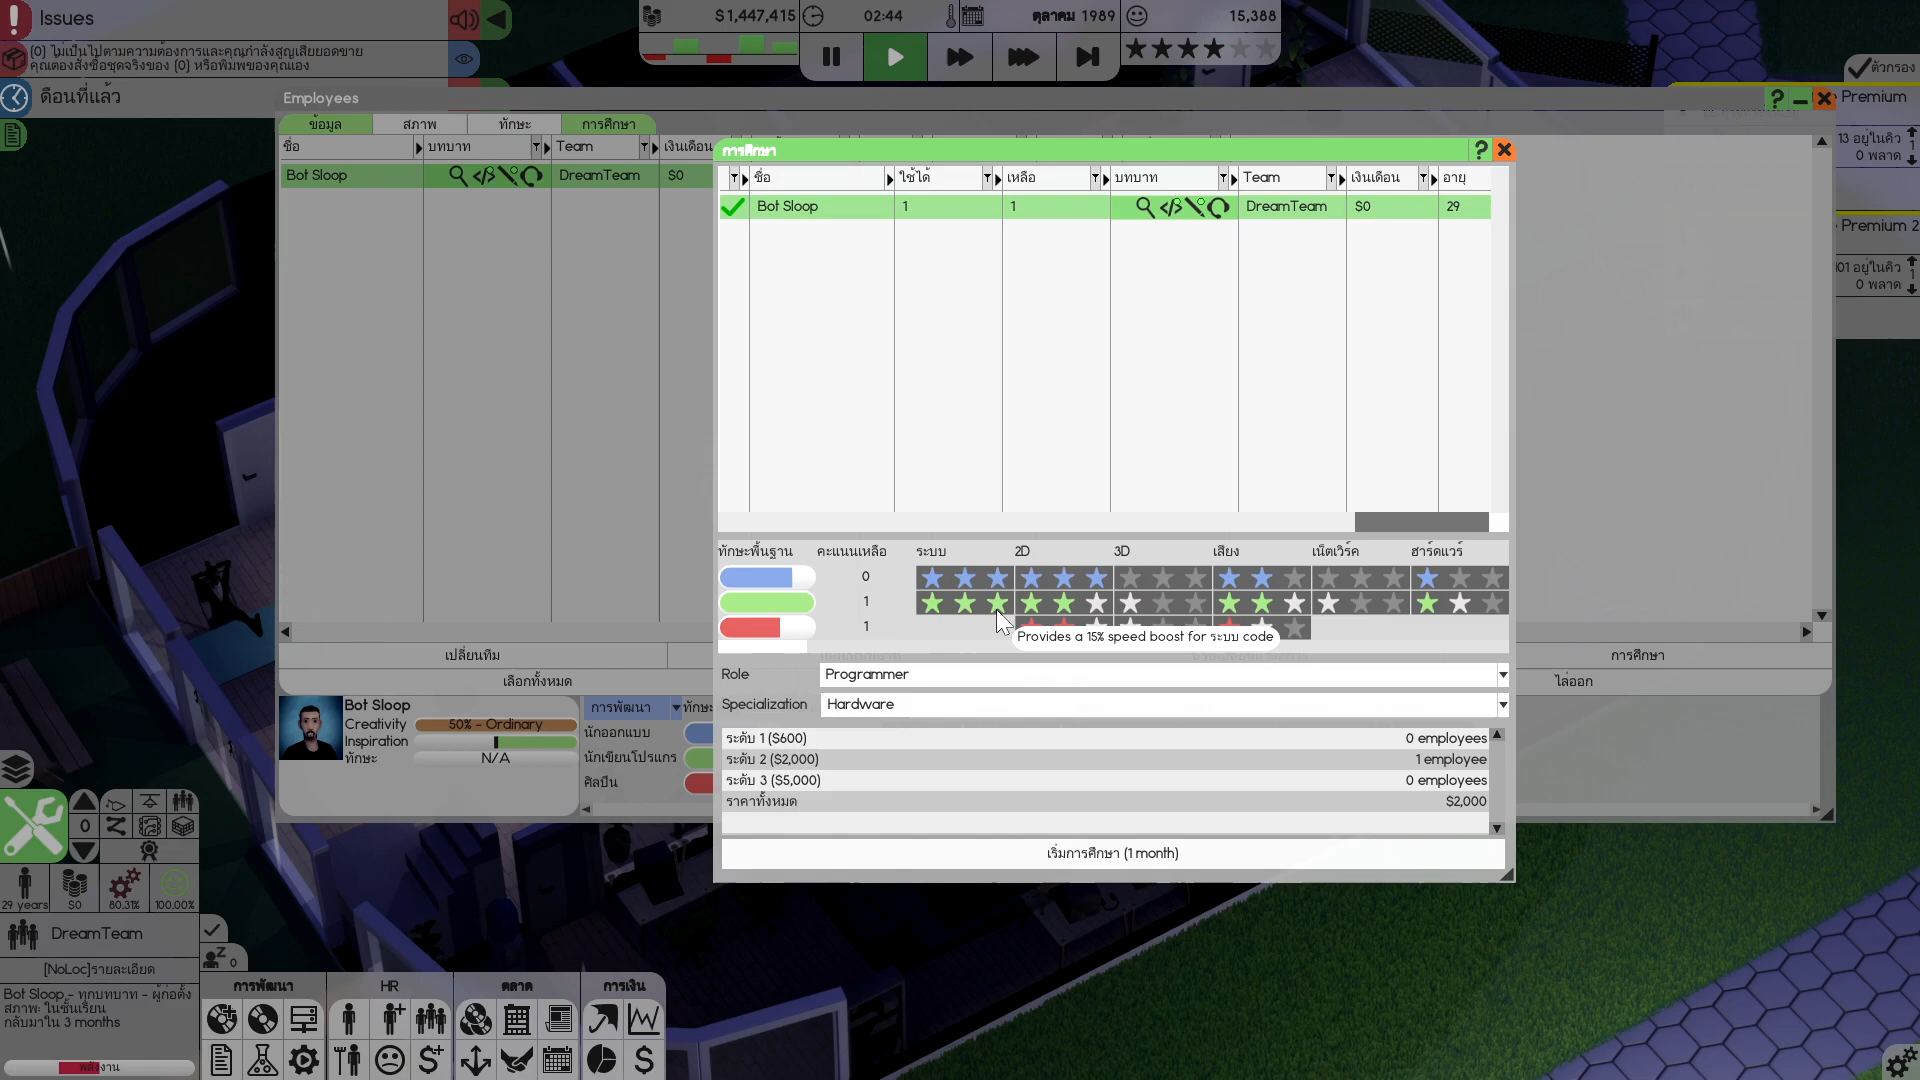 Issues
(0) ไม่เป็นไปตามความต้องการและคุณกำลังสูญเสียยอดขาย
คุณต้องสั่งซื้อชุดจริงของ (0) หรือพิมพ์ของคุณเอง
ดือนที่แล้ว
$1,447,415
02:44
ตุลาคม 1989
15,388
ตัวกรอง
Premium
13 อยู่ในคิว
0 พลาด
Premium 2
101 อยู่ในคิว
0 พลาด
Employees
ข้อมูล
สภาพ
ทักษะ
การศึกษา
ชื่อ
บทบาท
Team
เงินเดือน
Bot Sloop
DreamTeam
$0
การศึกษา
ชื่อ
ใช้ได้
เหลือ
บทบาท
Team
เงินเดือน
อายุ
Bot Sloop
1
1
DreamTeam
$0
29
ทักษะพื้นฐาน
คะแนนเหลือ
ระบบ
2D
3D
เสียง
เน็ตเวิร์ค
ฮาร์ดแวร์
0
1
1
Provides a 15% speed boost for ระบบ code
Role
Programmer
Specialization
Hardware
ระดับ 1 ($600)
0 employees
ระดับ 2 ($2,000)
1 employee
ระดับ 3 ($5,000)
0 employees
ราคาทั้งหมด
$2,000
เริ่มการศึกษา (1 month)
เปลี่ยนทีม
การศึกษา
เลือกทั้งหมด
ไล่ออก
Bot Sloop
Creativity
50% - Ordinary
Inspiration
ทักษะ
N/A
การพัฒนา
ทักษะ
นักออกแบบ
นักเขียนโปรแกร
ศิลปิน
0
29 years
$0
80.31%
100.00%
DreamTeam
0
[NoLoc]รายละเอียด
Bot Sloop - ทุกบทบาท - ผู้ก่อตั้ง
สภาพ: ในชั้นเรียน
กลับมาใน 3 months
พลังงาน
การพัฒนา
HR
ตลาด
การเงิน